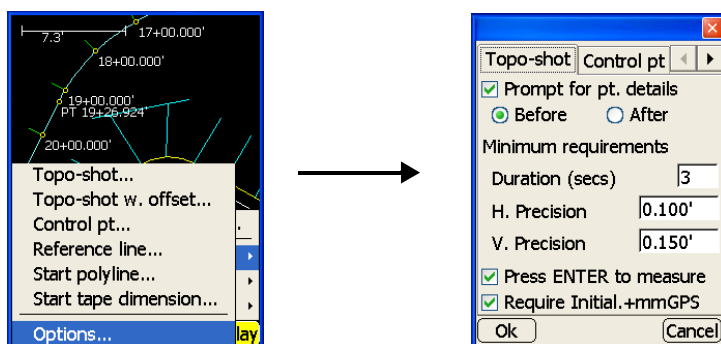 7.3'
17+00.000'
18+00.000'
19+00.000'
PT 19+26.924'
20+00.000'
Topo-shot...
Topo-shot w. offset...
Control pt...
Reference line...
Start polyline...
Start tape dimension...
Options...
lay
Topo-shot Control pt
Prompt for pt. details
Before After
Minimum requirements
Duration (secs) 3
H. Precision 0.100'
V. Precision 0.150'
Press ENTER to measure
Require Initial.+mmGPS
Ok Cancel